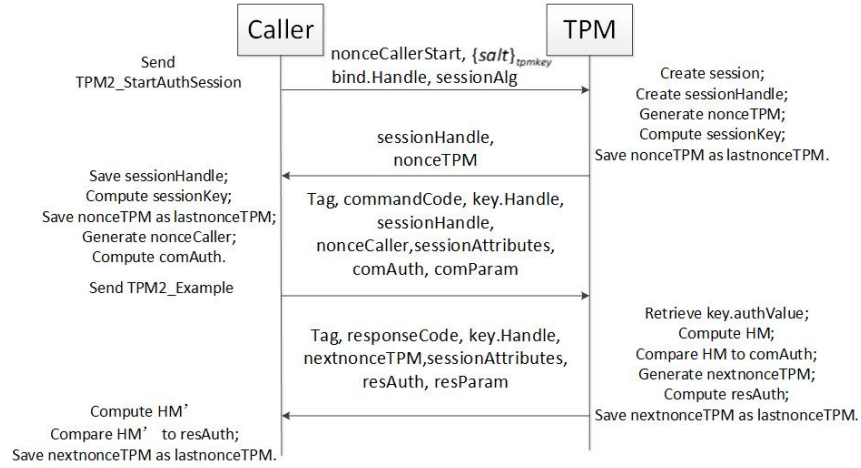 Caller
TPM
Send
TPM2_StartAuthSession
nonceCallerStart, {salt}tpmkey
bind.Handle, sessionAlg
Create session;
Create sessionHandle;
Generate nonceTPM;
Compute sessionKey;
Save nonceTPM as lastnonceTPM.
sessionHandle,
nonceTPM
Save sessionHandle;
Compute sessionKey;
Save nonceTPM as lastnonceTPM;
Generate nonceCaller;
Compute comAuth.
Tag, commandCode, key.Handle,
sessionHandle,
nonceCaller,sessionAttributes,
comAuth, comParam
Send TPM2_Example
Retrieve key.authValue;
Compute HM;
Compare HM to comAuth;
Generate nextnonceTPM;
Compute resAuth;
Save nextnonceTPM as lastnonceTPM.
Tag, responseCode, key.Handle,
nextnonceTPM,sessionAttributes,
resAuth, resParam
Compute HM’
Compare HM’ to resAuth;
Save nextnonceTPM as lastnonceTPM.